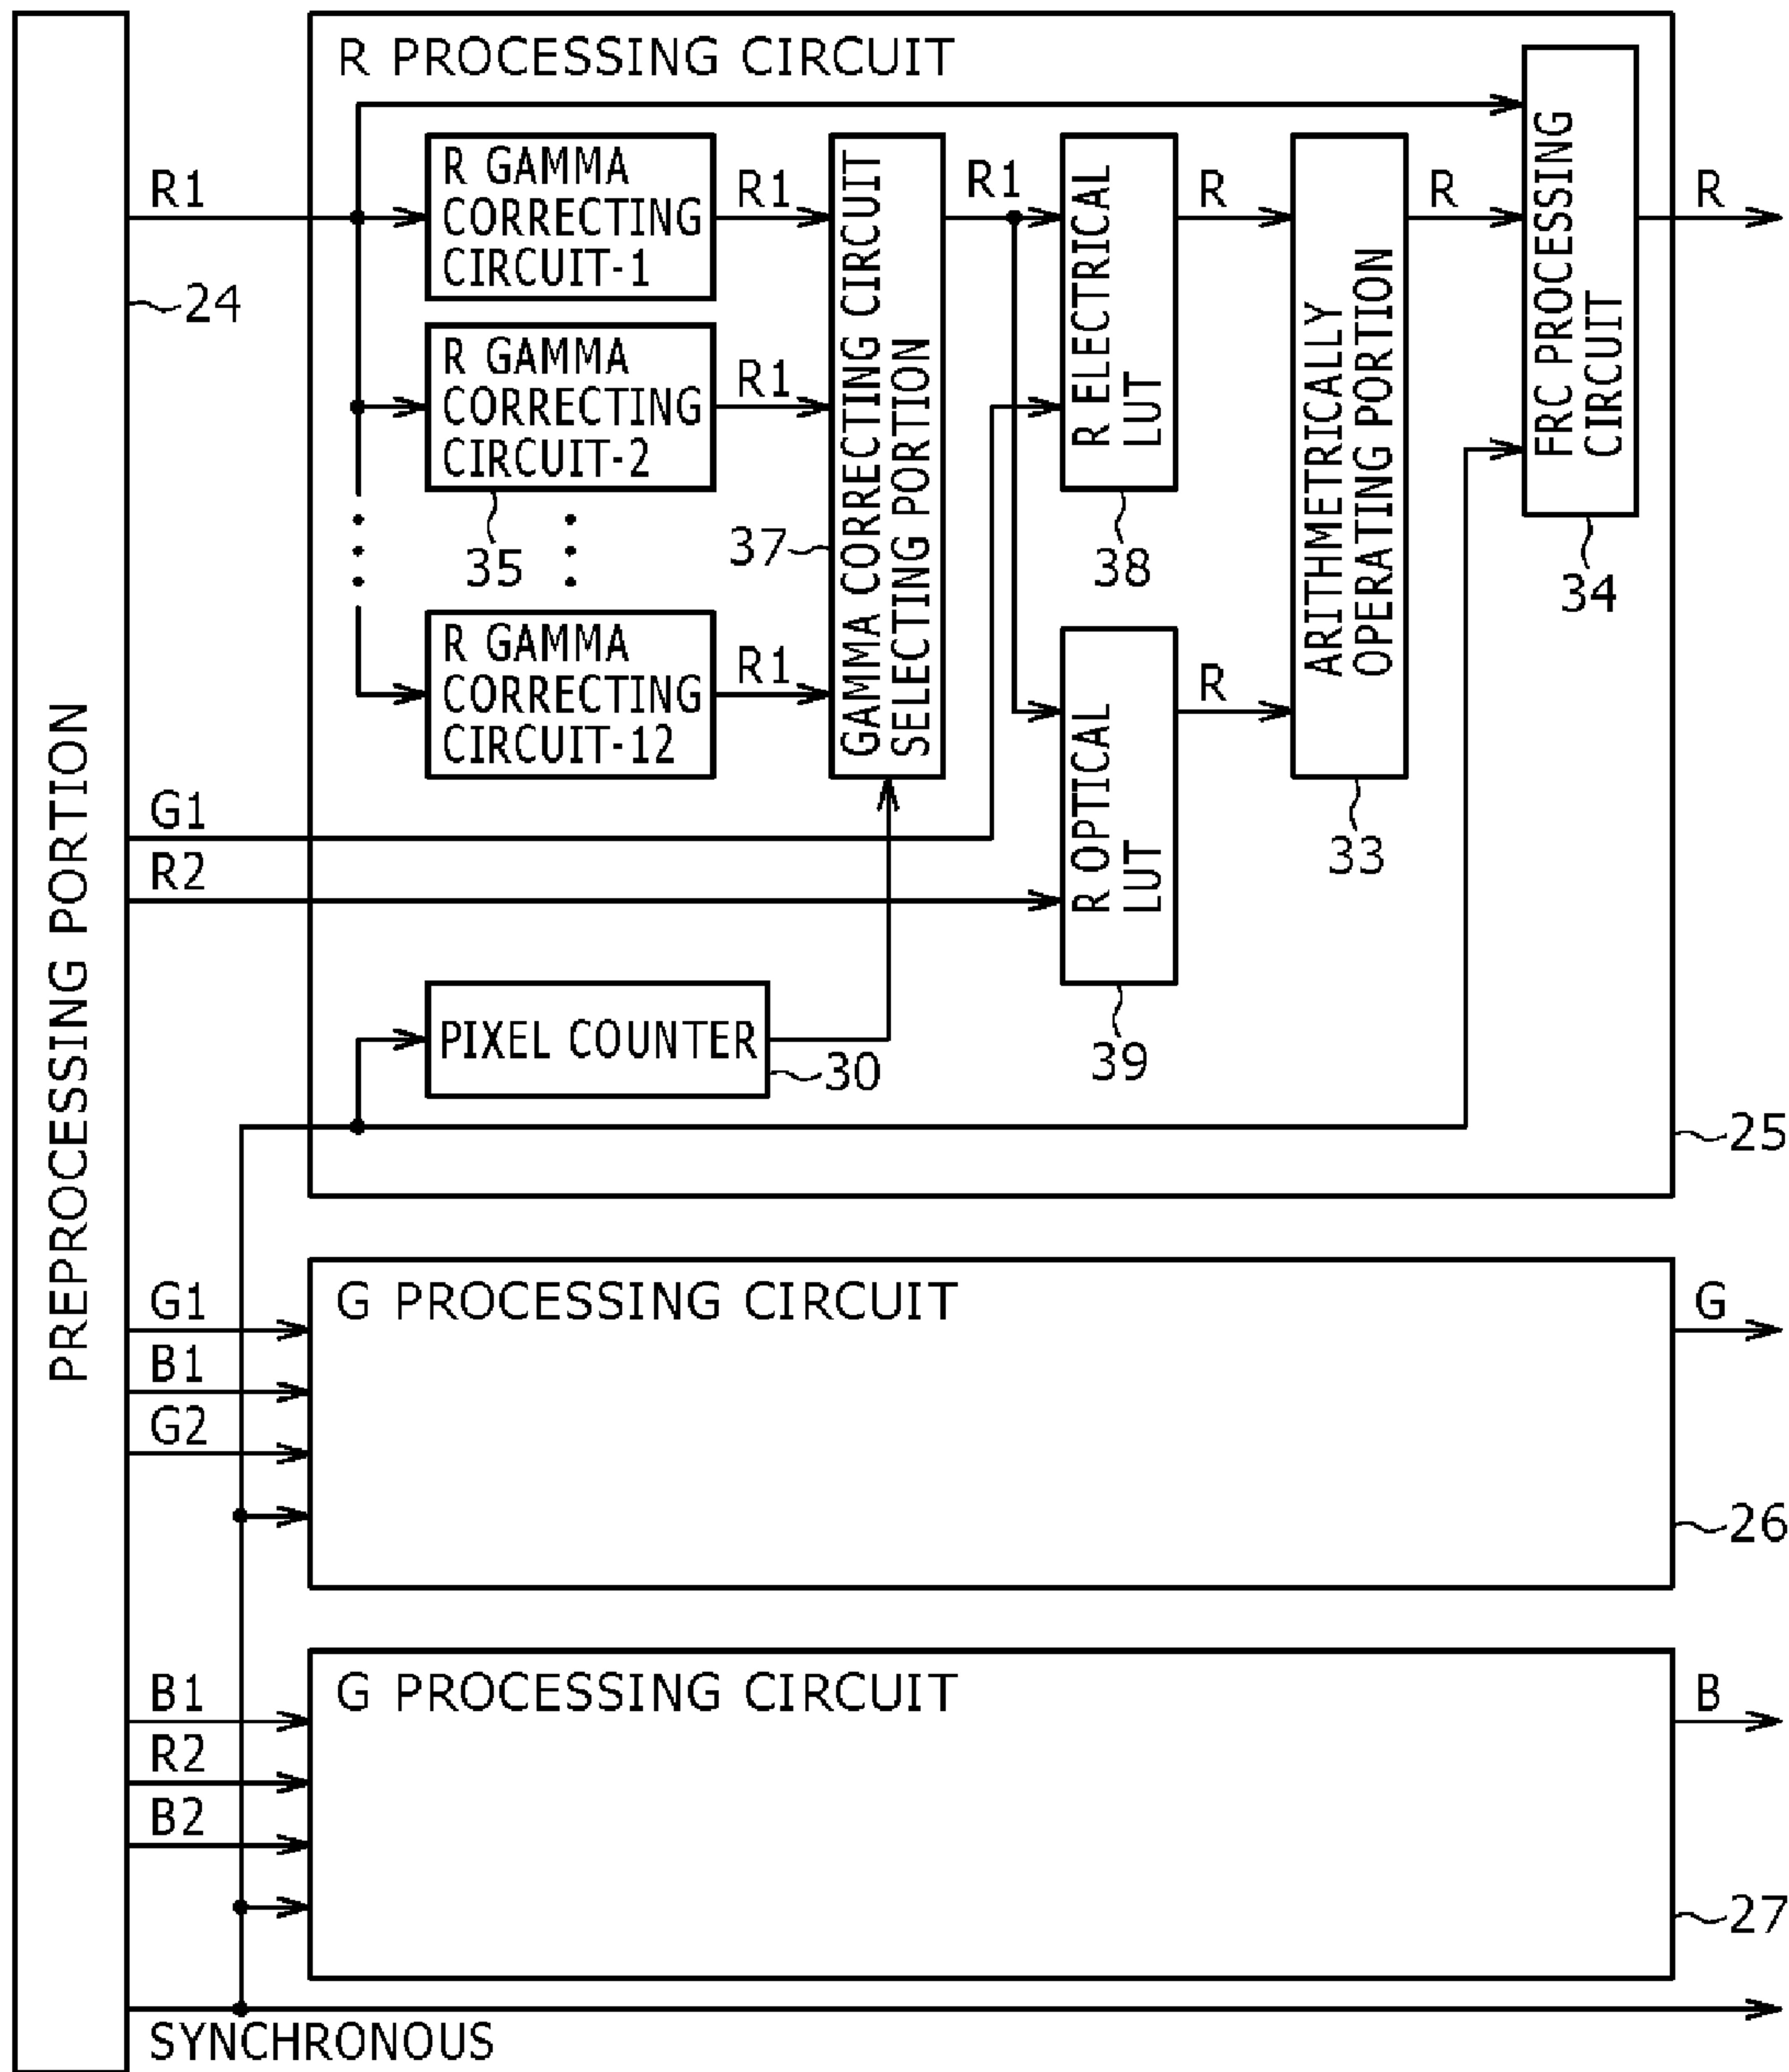 PREPROCESSING PORTION
24
R PROCESSING CIRCUIT
R1
R GAMMA
CORRECTING
CIRCUIT-1
R1
R GAMMA
CORRECTING
CIRCUIT-2
R1
35
R GAMMA
CORRECTING
CIRCUIT-12
R1
GAMMA CORRECTING CIRCUIT
SELECTING PORTION
37
R1
R ELECTRICAL
LUT
38
R
R OPTICAL
LUT
39
R
ARITHMETRICALLY
OPERATING PORTION
33
R
FRC PROCESSING
CIRCUIT
34
R
G1
R2
PIXEL COUNTER
30
25
G PROCESSING CIRCUIT
G1
B1
G2
G
26
G PROCESSING CIRCUIT
B1
R2
B2
B
27
SYNCHRONOUS